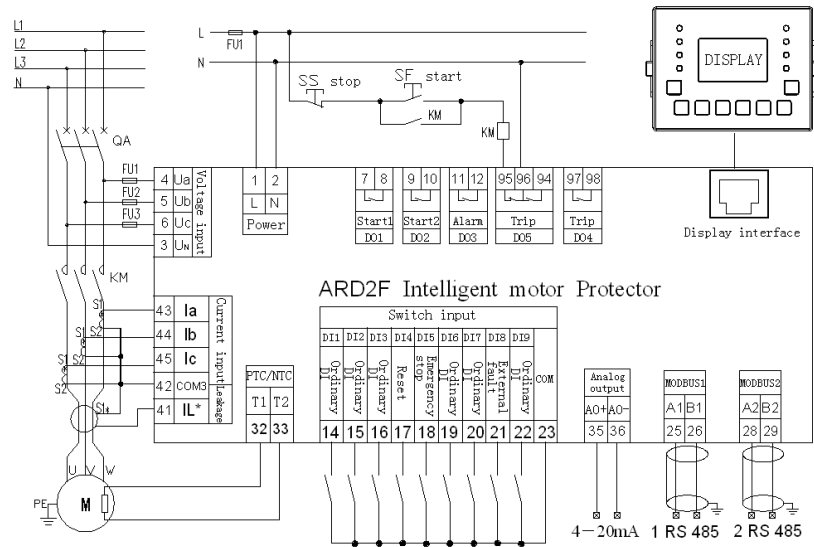 L1
L2
L3
N
L
FU1
N
SS stop
SF start
KM
KM
DISPLAY
QA
FU1
FU2
FU3
4 Ua
5 Ub
6 Uc
3 UN
Voltage input
1 2
L N
Power
7 8
Start1
DO1
9 10
Start2
DO2
11 12
Alarm
DO3
95 96 94
Trip
DO5
97 98
Trip
DO4
Display interface
KM
ARD2F Intelligent motor Protector
S1
S2
S1
S2
S1
S2
S1*
43 Ia
44 Ib
45 Ic
42 COM3
41 IL*
Current input
Leakage
PTC/NTC
T1 T2
32 33
Switch input
DI1 DI2 DI3 DI4 DI5 DI6 DI7 DI8 DI9
Ordinary DI
Ordinary DI
Ordinary DI
Reset
Emergency stop
Ordinary DI
Ordinary DI
External fault
Ordinary DI
COM
14 15 16 17 18 19 20 21 22 23
Analog output
AO+ AO-
35 36
MODBUS1
A1 B1
25 26
MODBUS2
A2 B2
28 29
U V W
PE
M
4-20mA
1 RS 485
2 RS 485